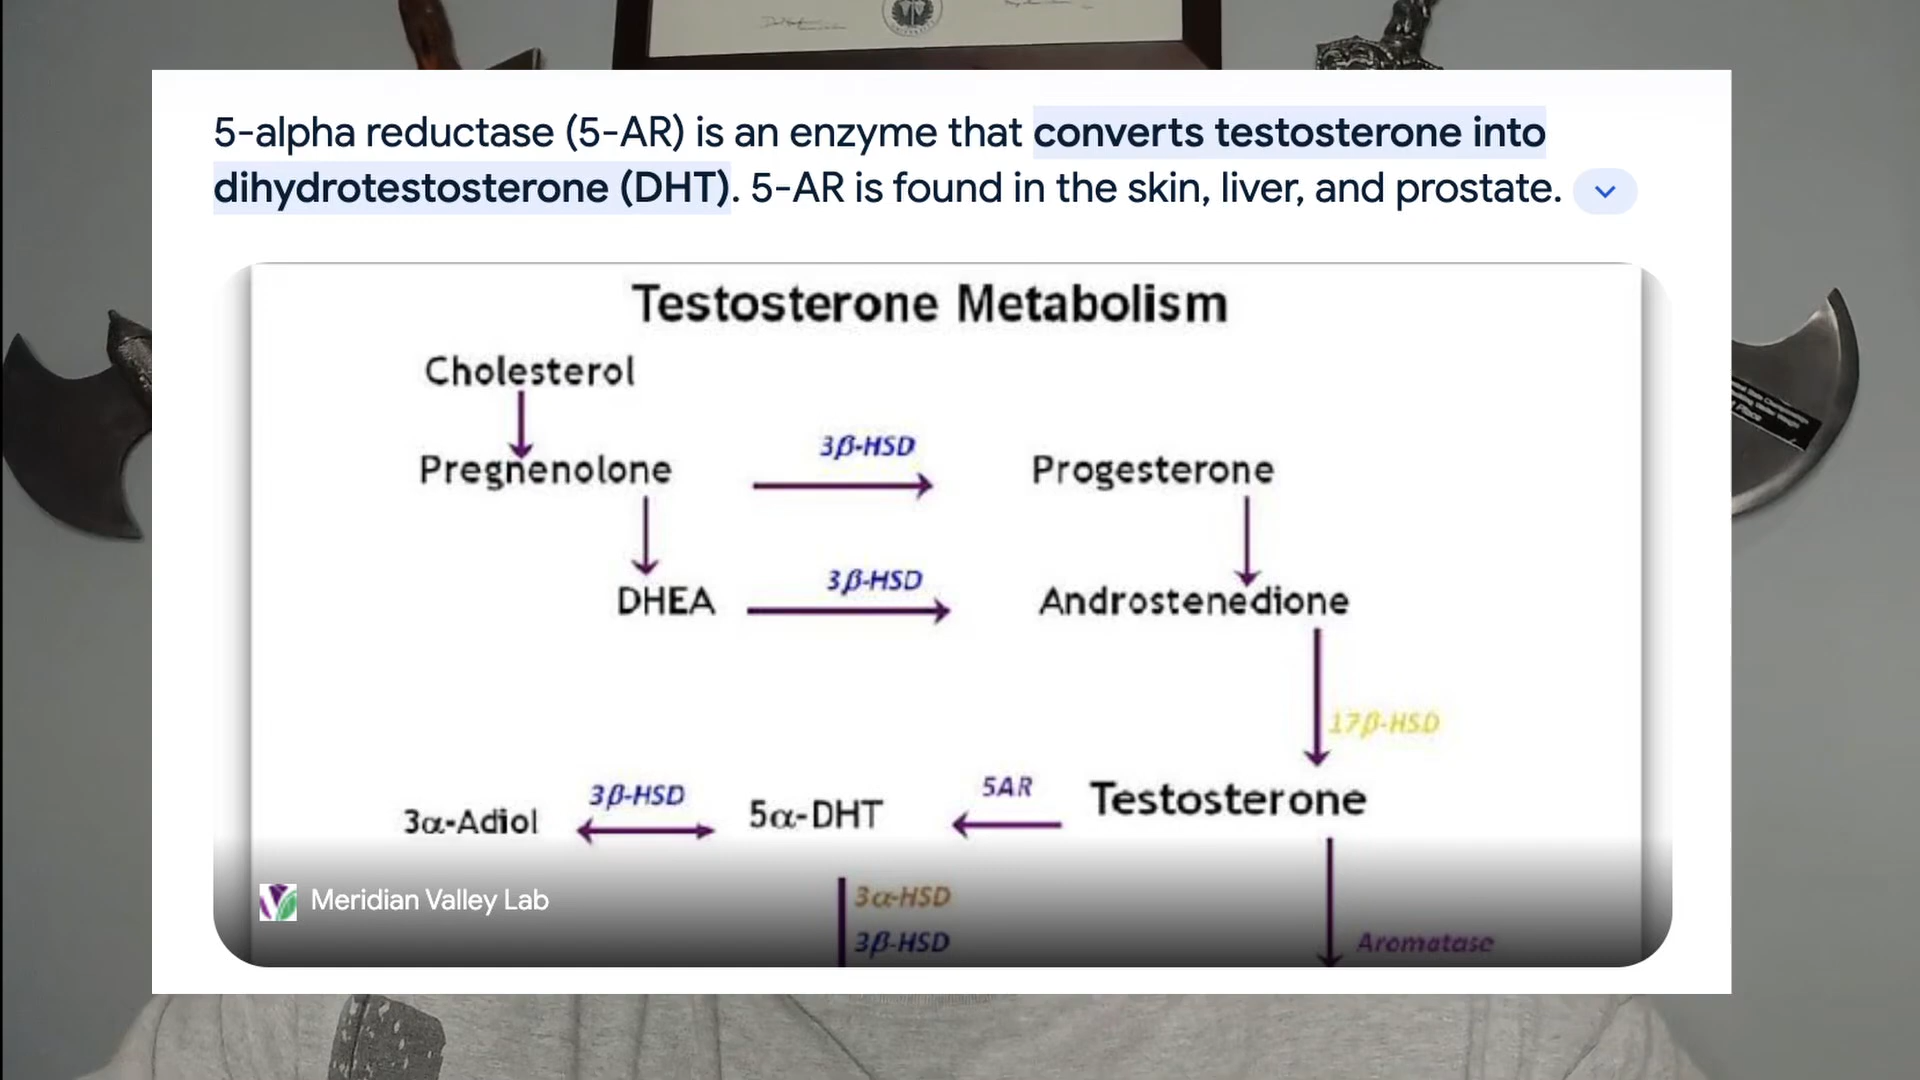 5-alpha reductase (5-AR) is an enzyme that converts testosterone into
dihydrotestosterone (DHT). 5-AR is found in the skin, liver, and prostate.
Testosterone Metabolism
Cholesterol
3β-HSD
Pregnenolone
Progesterone
3β-HSD
DHEA
Androstenedione
17β-HSD
3β-HSD
5AR
3α-Adiol
5α-DHT
Testosterone
3α-HSD
Meridian Valley Lab
3β-HSD
Aromatase